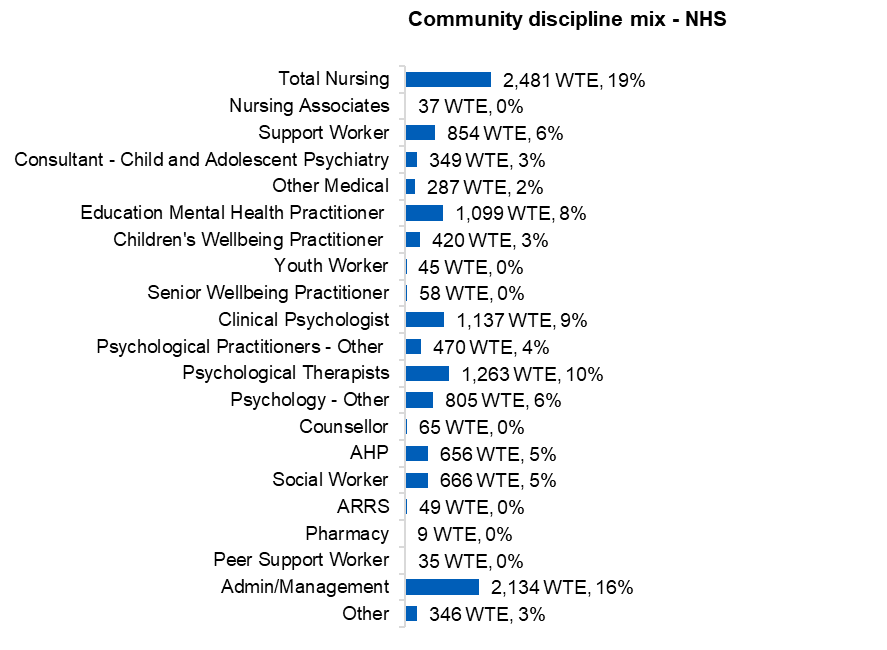 Community discipline mix - NHS
Total Nursing 2,481 WTE, 19%
Nursing Associates 37 WTE, 0%
Support Worker 854 WTE, 6%
Consultant - Child and Adolescent Psychiatry 349 WTE, 3%
Other Medical 287 WTE, 2%
Education Mental Health Practitioner 1,099 WTE, 8%
Children's Wellbeing Practitioner 420 WTE, 3%
Youth Worker 45 WTE, 0%
Senior Wellbeing Practitioner 58 WTE, 0%
Clinical Psychologist 1,137 WTE, 9%
Psychological Practitioners - Other 470 WTE, 4%
Psychological Therapists 1,263 WTE, 10%
Psychology - Other 805 WTE, 6%
Counsellor 65 WTE, 0%
AHP 656 WTE, 5%
Social Worker 666 WTE, 5%
ARRS 49 WTE, 0%
Pharmacy 9 WTE, 0%
Peer Support Worker 35 WTE, 0%
Admin/Management 2,134 WTE, 16%
Other 346 WTE, 3%